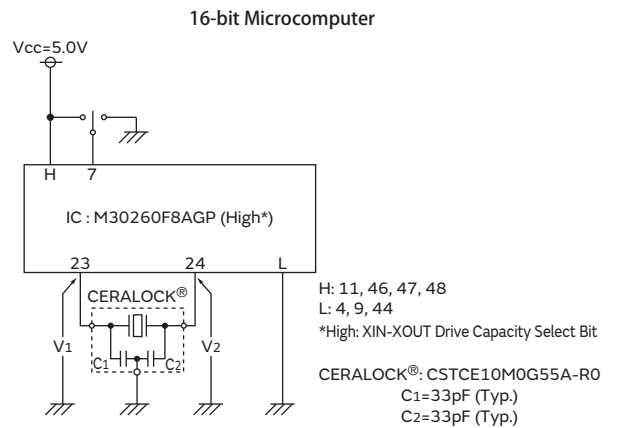 16-bit Microcomputer
Vcc=5.0V
H 7
IC : M30260F8AGP (High*)
23 24 L
CERALOCK®
V1 C1 C2 V2
H: 11, 46, 47, 48
L: 4, 9, 44
*High: XIN-XOUT Drive Capacity Select Bit
CERALOCK®: CSTCE10M0G55A-R0
C1=33pF (Typ.)
C2=33pF (Typ.)